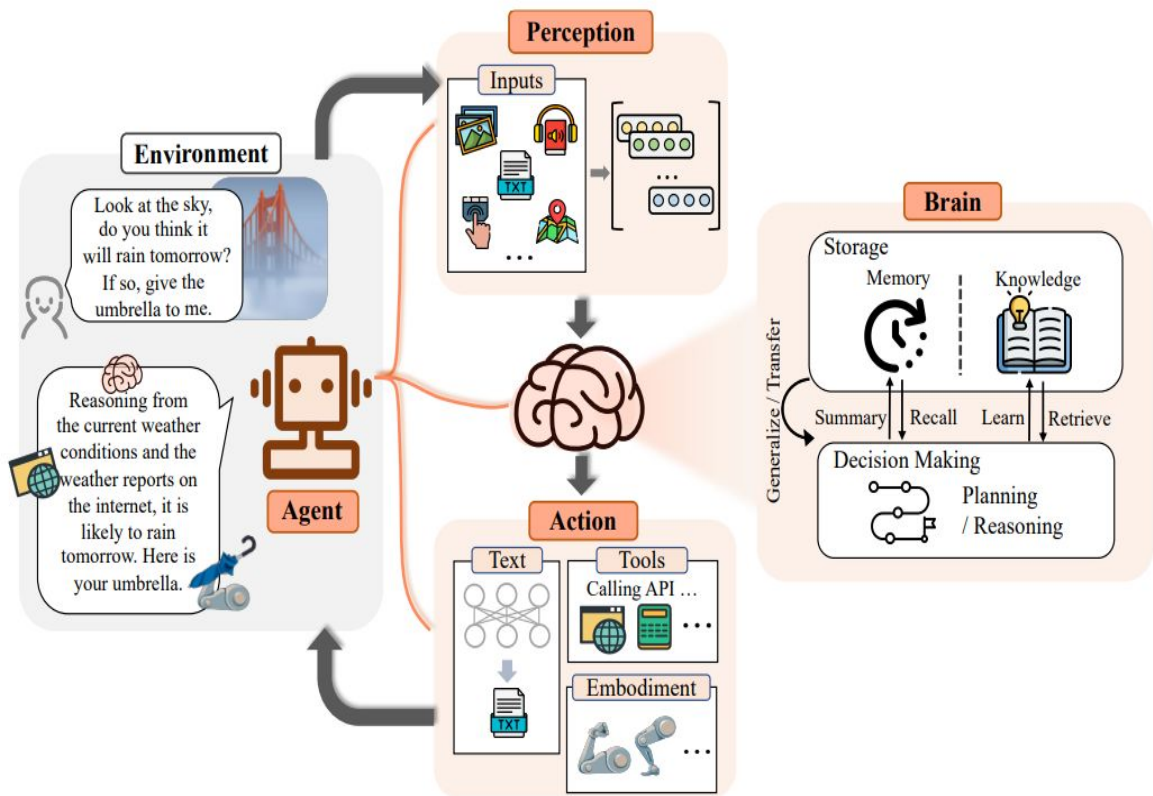 Perception
Inputs
TXT
...
...
Environment
Look at the sky,
do you think it
will rain tomorrow?
If so, give the
umbrella to me.
Reasoning from
the current weather
conditions and the
weather reports on
the internet, it is
likely to rain
tomorrow. Here is
your umbrella.
Agent
Brain
Storage
Memory
Knowledge
Generalize / Transfer
Summary
Recall
Learn
Retrieve
Decision Making
Planning
/ Reasoning
Action
Text
TXT
Tools
Calling API ...
...
Embodiment
...